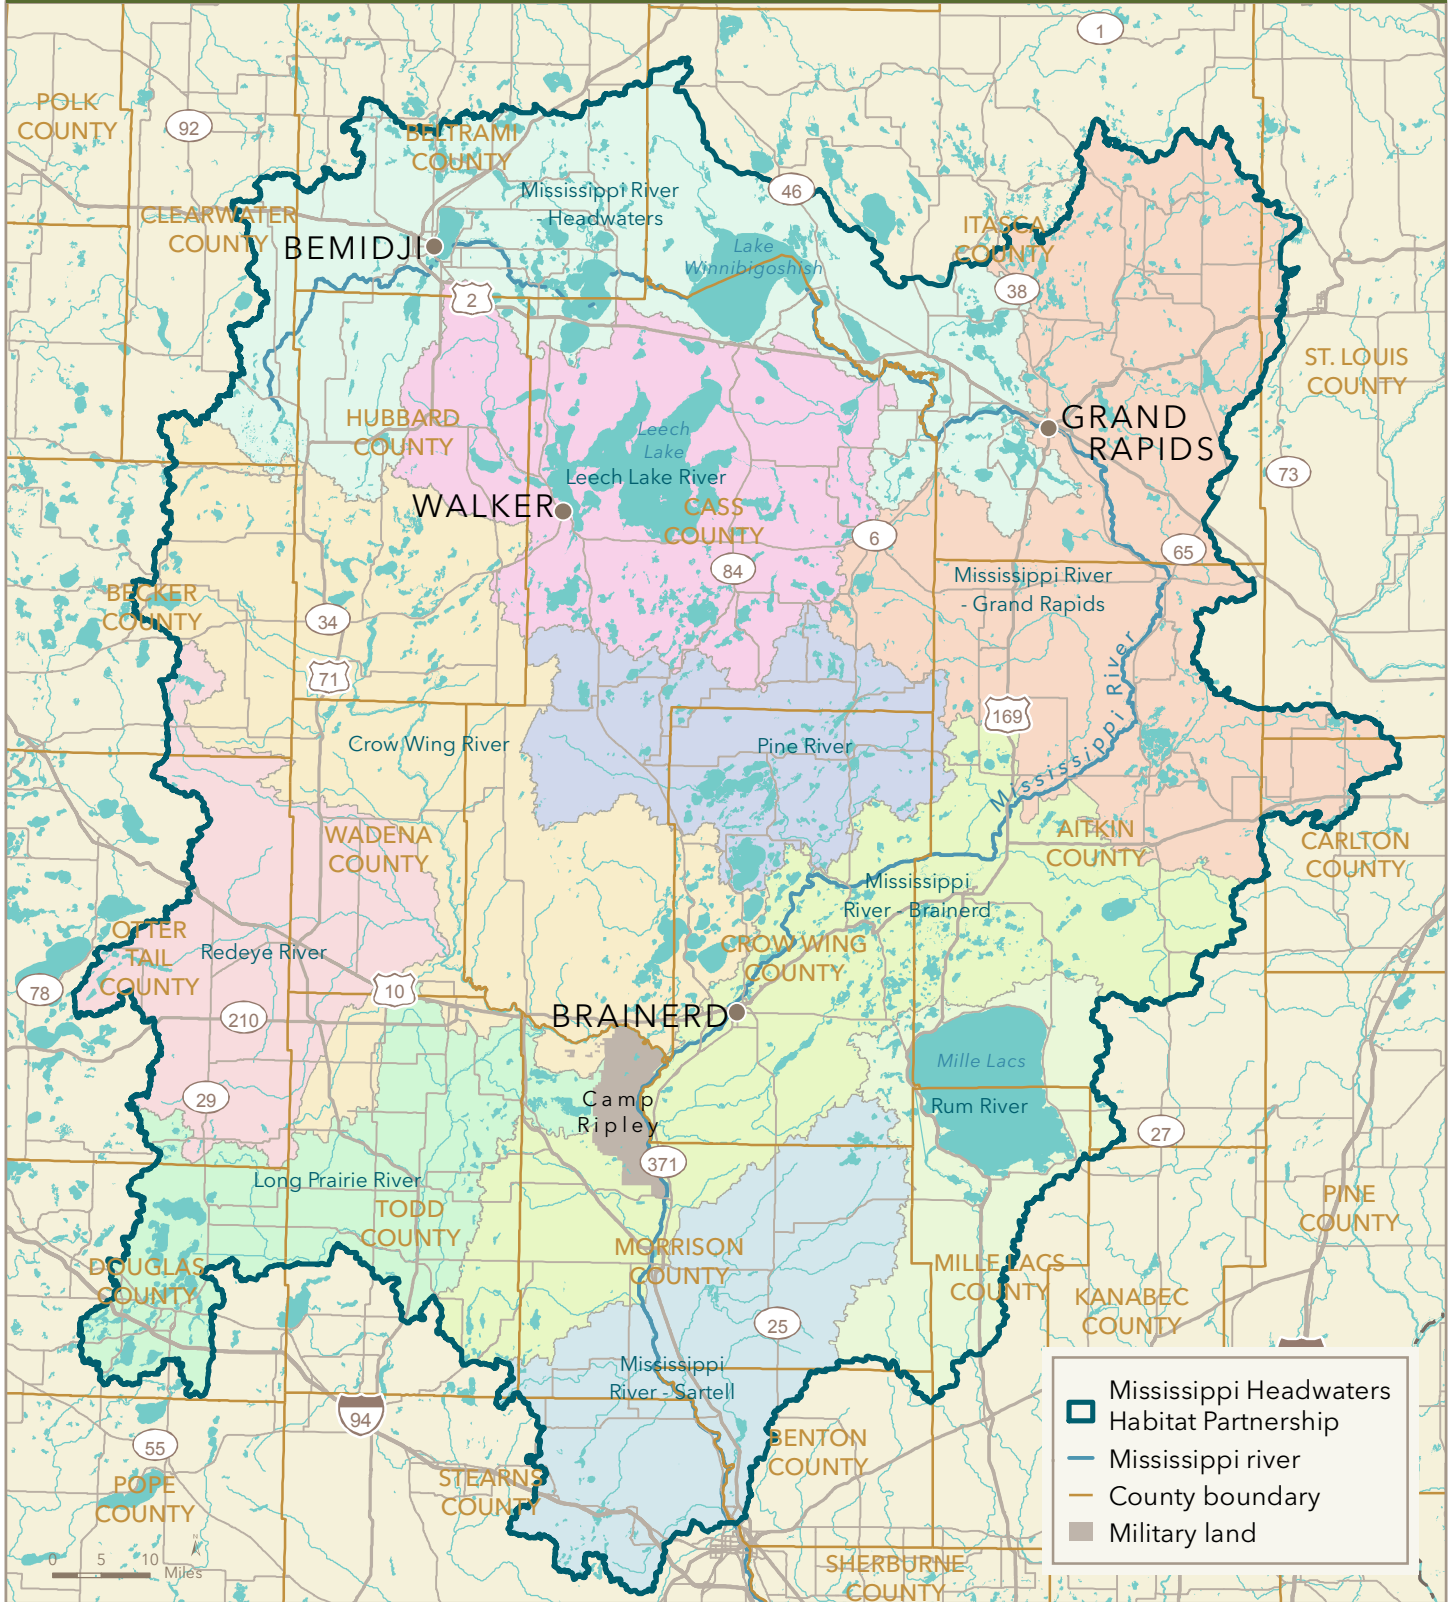 1
POLK
COUNTY
92
BELTRAMI
COUNTY
Mississippi River
- Headwaters
46
CLEARWATER
COUNTY
ITASCA
COUNTY
BEMIDJI
Lake
Winnibigoshish
2
38
ST. LOUIS
COUNTY
HUBBARD
COUNTY
GRAND
RAPIDS
Leech
Lake
Leech Lake River
73
WALKER
CASS
COUNTY
6
65
84
Mississippi River
- Grand Rapids
BECKER
COUNTY
34
71
Mississippi River
169
Crow Wing River
Pine River
WADENA
COUNTY
AITKIN
COUNTY
CARLTON
COUNTY
Mississippi
River - Brainerd
OTTER
TAIL
COUNTY
Redeye River
CROW WING
COUNTY
78
10
210
BRAINERD
Mille Lacs
29
Camp
Ripley
Rum River
27
371
Long Prairie River
TODD
COUNTY
PINE
COUNTY
MORRISON
COUNTY
DOUGLAS
COUNTY
MILLE LACS
COUNTY
KANABEC
COUNTY
25
Mississippi
River - Sartell
94
55
BENTON
COUNTY
STEARNS
COUNTY
POPE
COUNTY
SHERBURNE
COUNTY
N
0 5 10
Miles
Mississippi Headwaters
Habitat Partnership
Mississippi river
County boundary
Military land